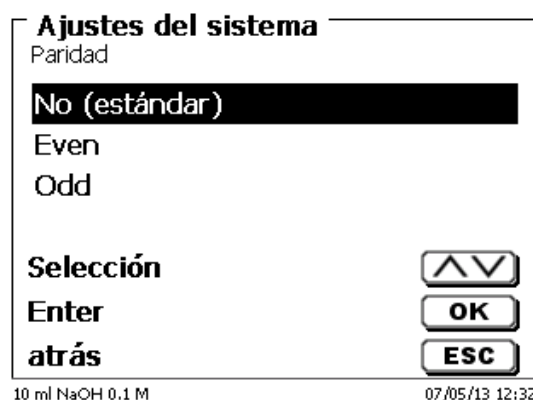 Ajustes del sistema
Paridad
No (estándar)
Even
Odd
Selección
Enter OK
atrás ESC
10 ml NaOH 0.1 M 07/05/13 12:32